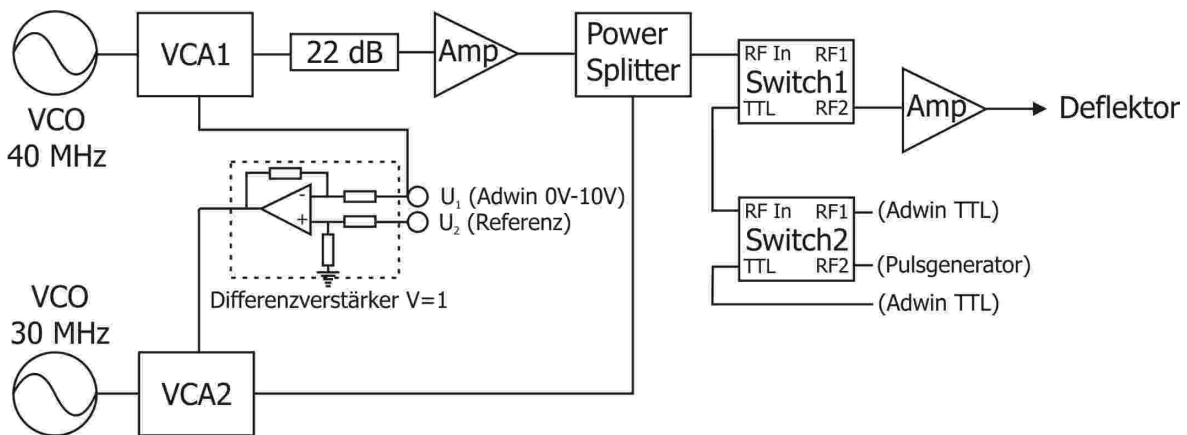 VCO
40 MHz
VCA1
22 dB
Amp
Power
Splitter
RF In RF1
Switch1
TTL RF2
Amp
Deflektor
-
+
U1 (Adwin 0V-10V)
U2 (Referenz)
Differenzverstärker V=1
RF In RF1
Switch2
TTL RF2
(Adwin TTL)
(Pulsgenerator)
(Adwin TTL)
VCO
30 MHz
VCA2